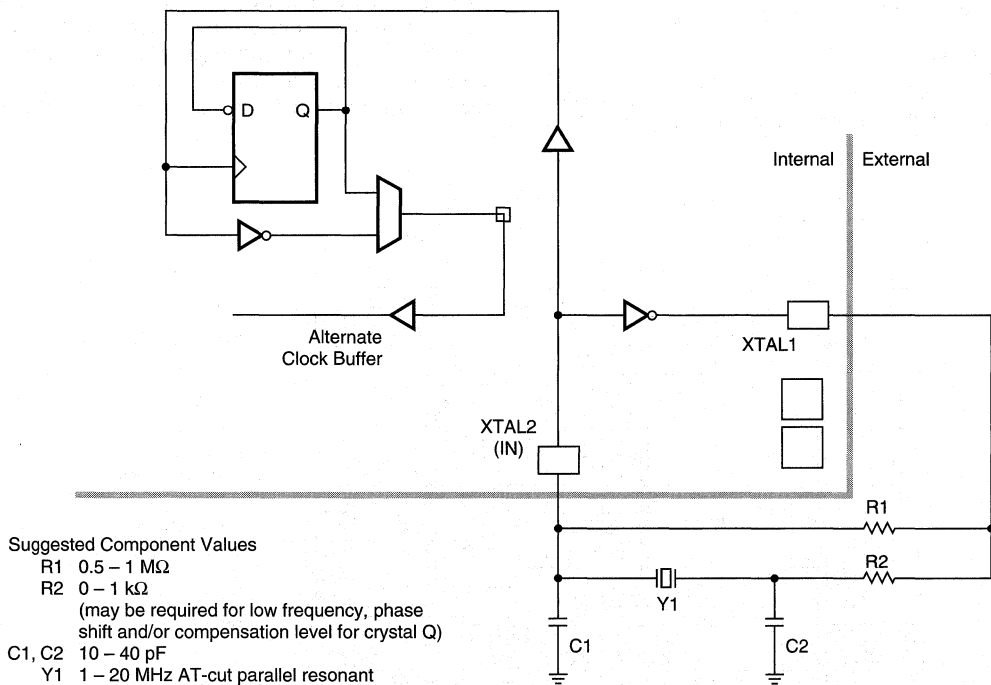 D Q
Internal External
Alternate
Clock Buffer
XTAL1
XTAL2
(IN)
R1
R2
Y1
C1 C2
Suggested Component Values
R1 0.5 – 1 MΩ
R2 0 – 1 kΩ
(may be required for low frequency, phase
shift and/or compensation level for crystal Q)
C1, C2 10 – 40 pF
Y1 1 – 20 MHz AT-cut parallel resonant